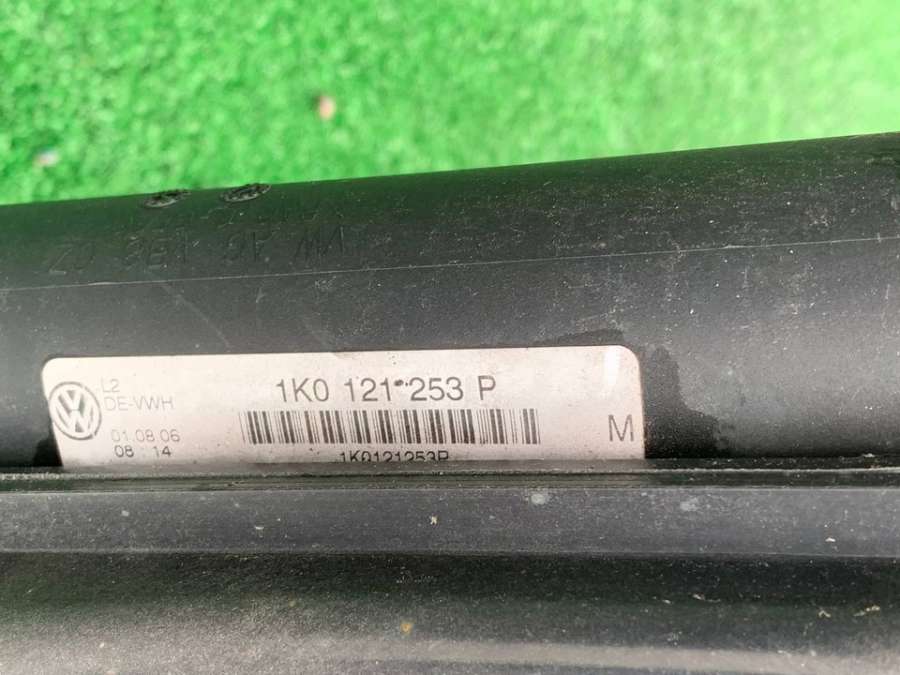 L2
DE-VWH
01.08.06
08 14
1K0 121 253 P
1K0121253P
M